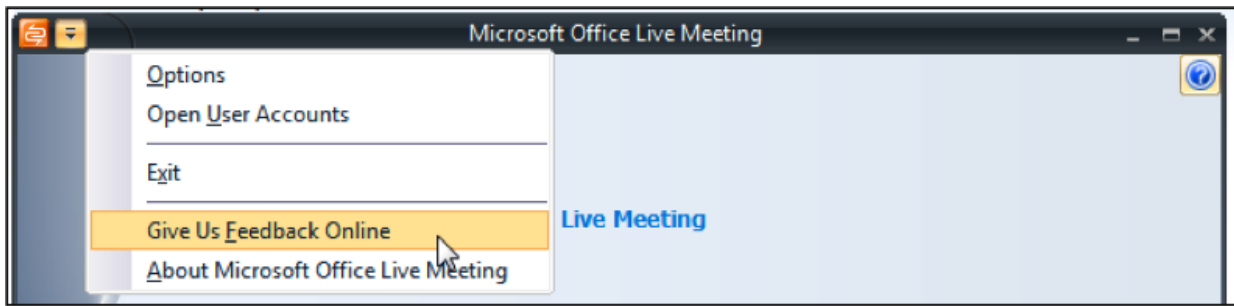 Microsoft Office Live Meeting
Options
Open User Accounts
Exit
Give Us Feedback Online
Live Meeting
About Microsoft Office Live Meeting